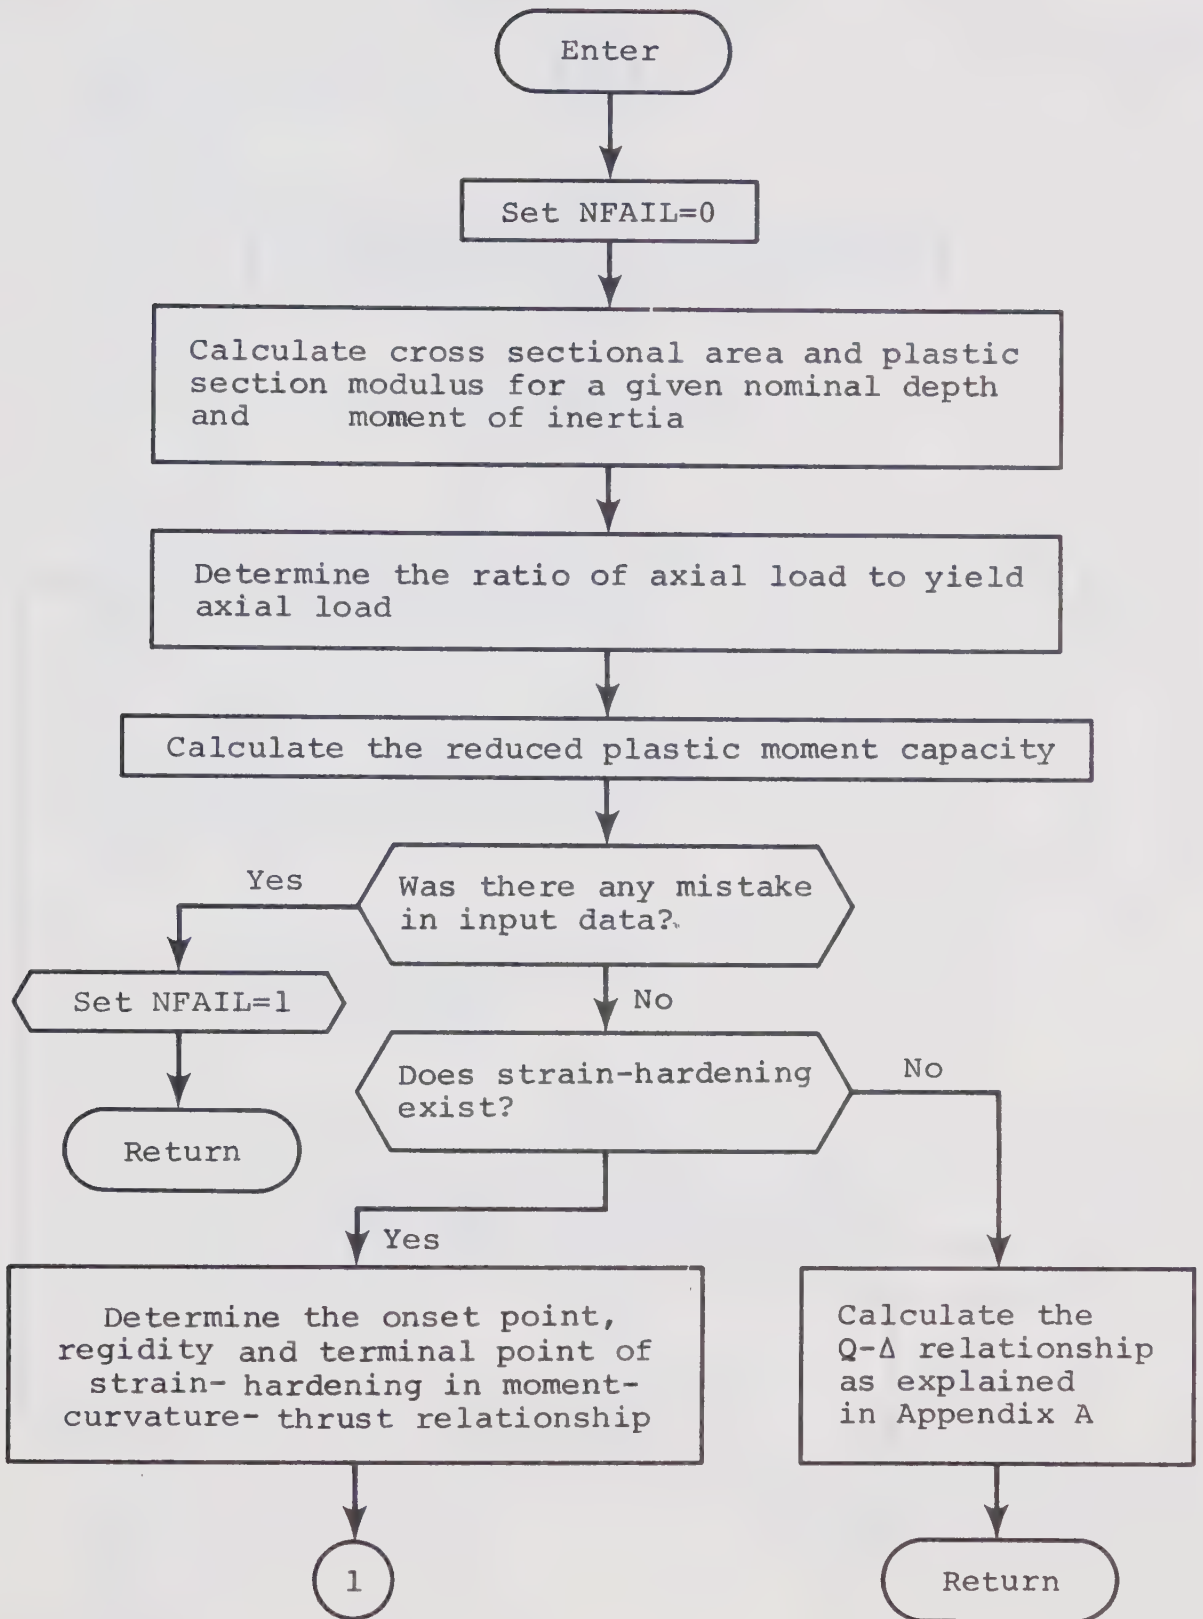 Enter
Set NFAIL=0
Calculate cross sectional area and plastic
section modulus for a given nominal depth
and moment of inertia
Determine the ratio of axial load to yield
axial load
Calculate the reduced plastic moment capacity
Yes
Was there any mistake
in input data?
Set NFAIL=1
No
Return
Does strain-hardening
exist?
No
Yes
Determine the onset point,
regidity and terminal point of
strain- hardening in moment-
curvature- thrust relationship
Calculate the
Q-Δ relationship
as explained
in Appendix A
1
Return